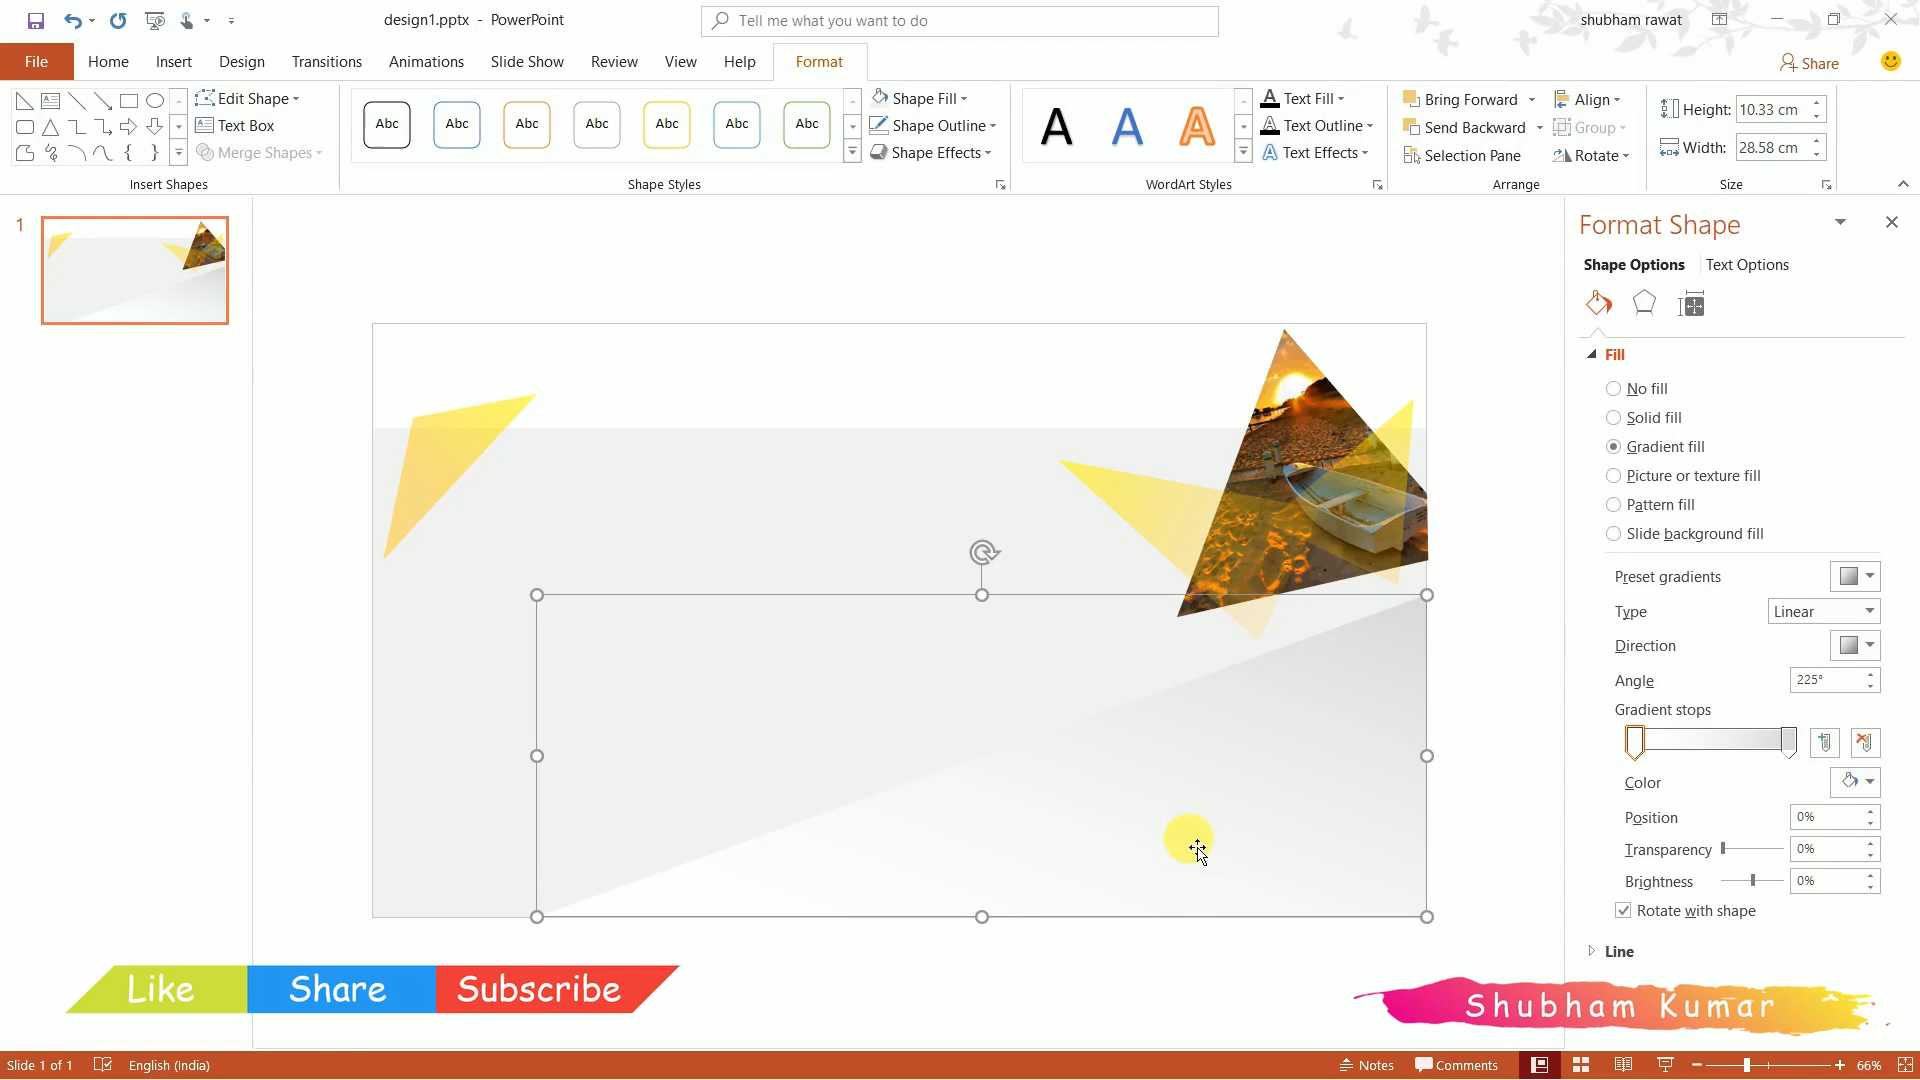 design1.pptx - PowerPoint
Tell me what you want to do
shubham rawat
File Home Insert Design Transitions Animations Slide Show Review View Help Format
Share
Edit Shape
Text Box
Merge Shapes
Insert Shapes
Abc Abc Abc Abc Abc Abc Abc
Shape Fill
Shape Outline
Shape Effects
Shape Styles
A A A
Text Fill
Text Outline
Text Effects
WordArt Styles
Bring Forward
Send Backward
Selection Pane
Align
Group
Rotate
Arrange
Height: 10.33 cm
Width: 28.58 cm
Size
1
Format Shape
Shape Options Text Options
Fill
No fill
Solid fill
Gradient fill
Picture or texture fill
Pattern fill
Slide background fill
Preset gradients
Type Linear
Direction
Angle 225°
Gradient stops
Color
Position 0%
Transparency 0%
Brightness 0%
Rotate with shape
Line
Like Share Subscribe
Shubham Kumar
Slide 1 of 1 English (India)
Notes Comments 66%